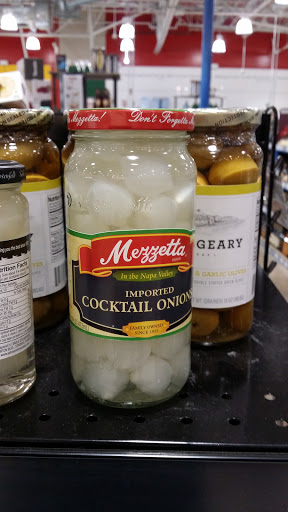 Mezzetta! Don't Forgetta
Mezzetta
In the Napa Valley
IMPORTED
COCKTAIL ONIONS
FAMILY OWNED
SINCE 1935
GEARY
& GARLIC OLIVES